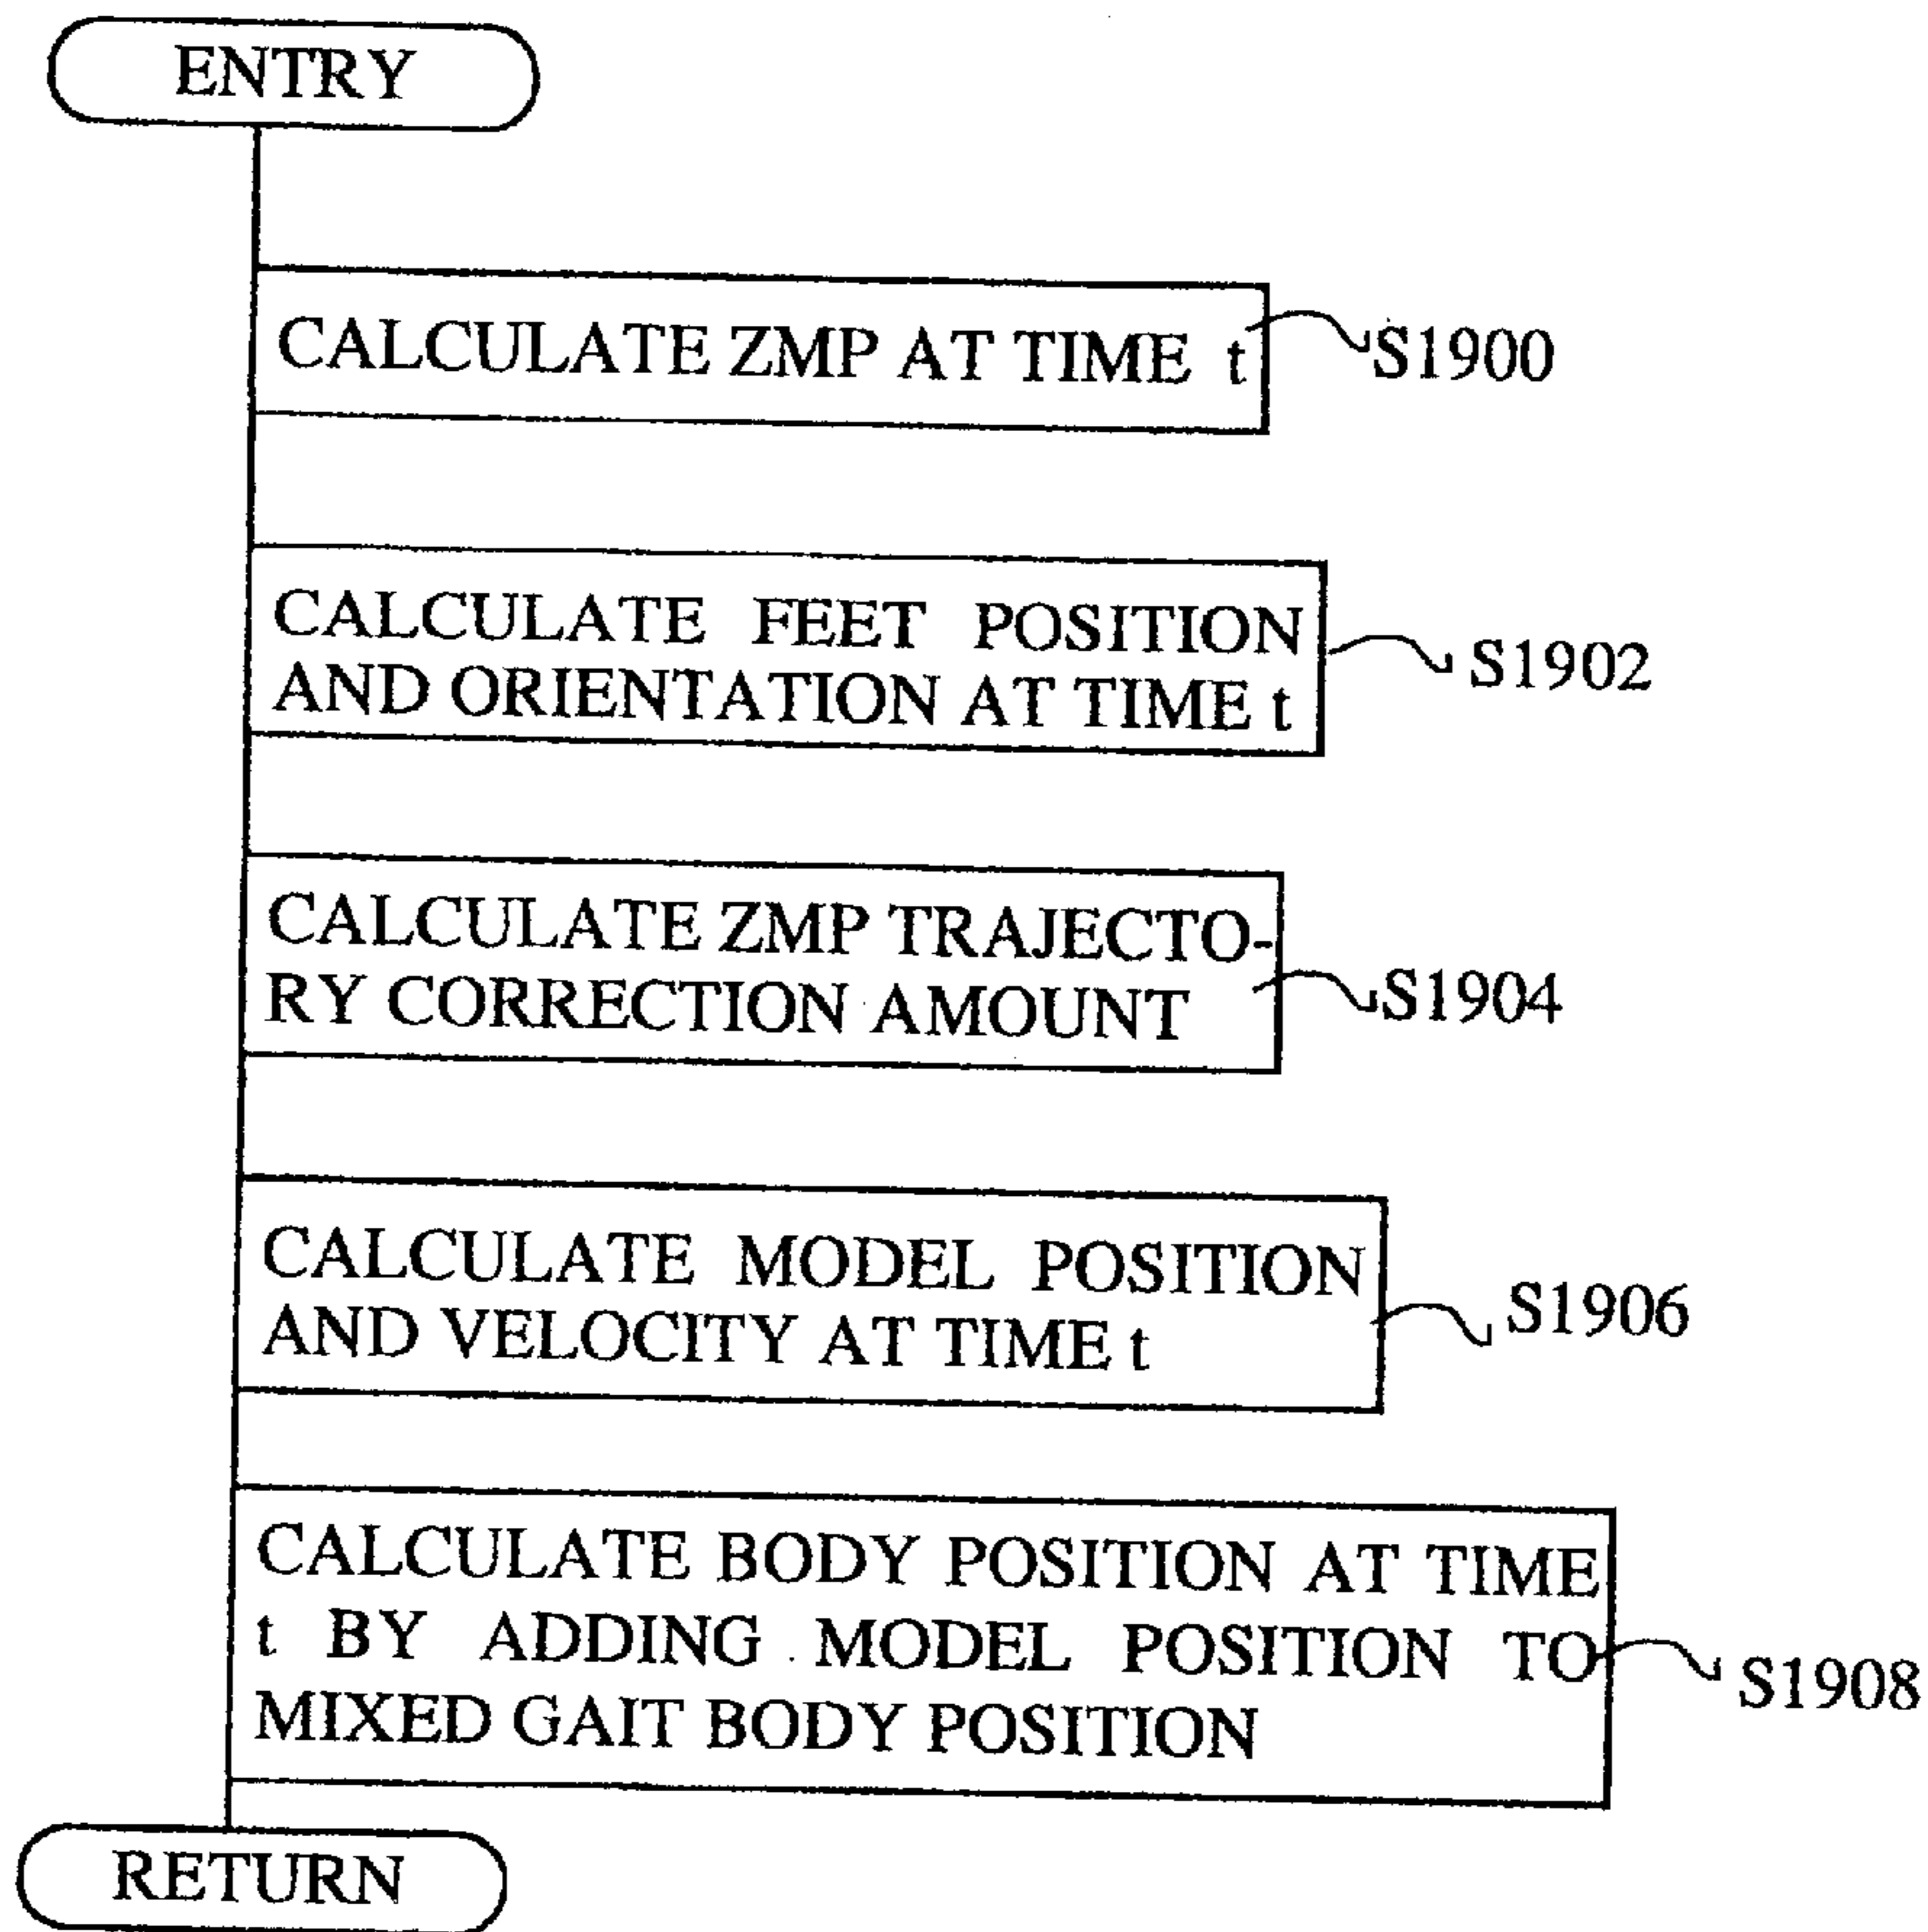 ENTRY
CALCULATE ZMP AT TIME t
S1900
CALCULATE FEET POSITION
AND ORIENTATION AT TIME t
S1902
CALCULATE ZMP TRAJECTO-
RY CORRECTION AMOUNT
S1904
CALCULATE MODEL POSITION
AND VELOCITY AT TIME t
S1906
CALCULATE BODY POSITION AT TIME
t BY ADDING MODEL POSITION TO
MIXED GAIT BODY POSITION
S1908
RETURN